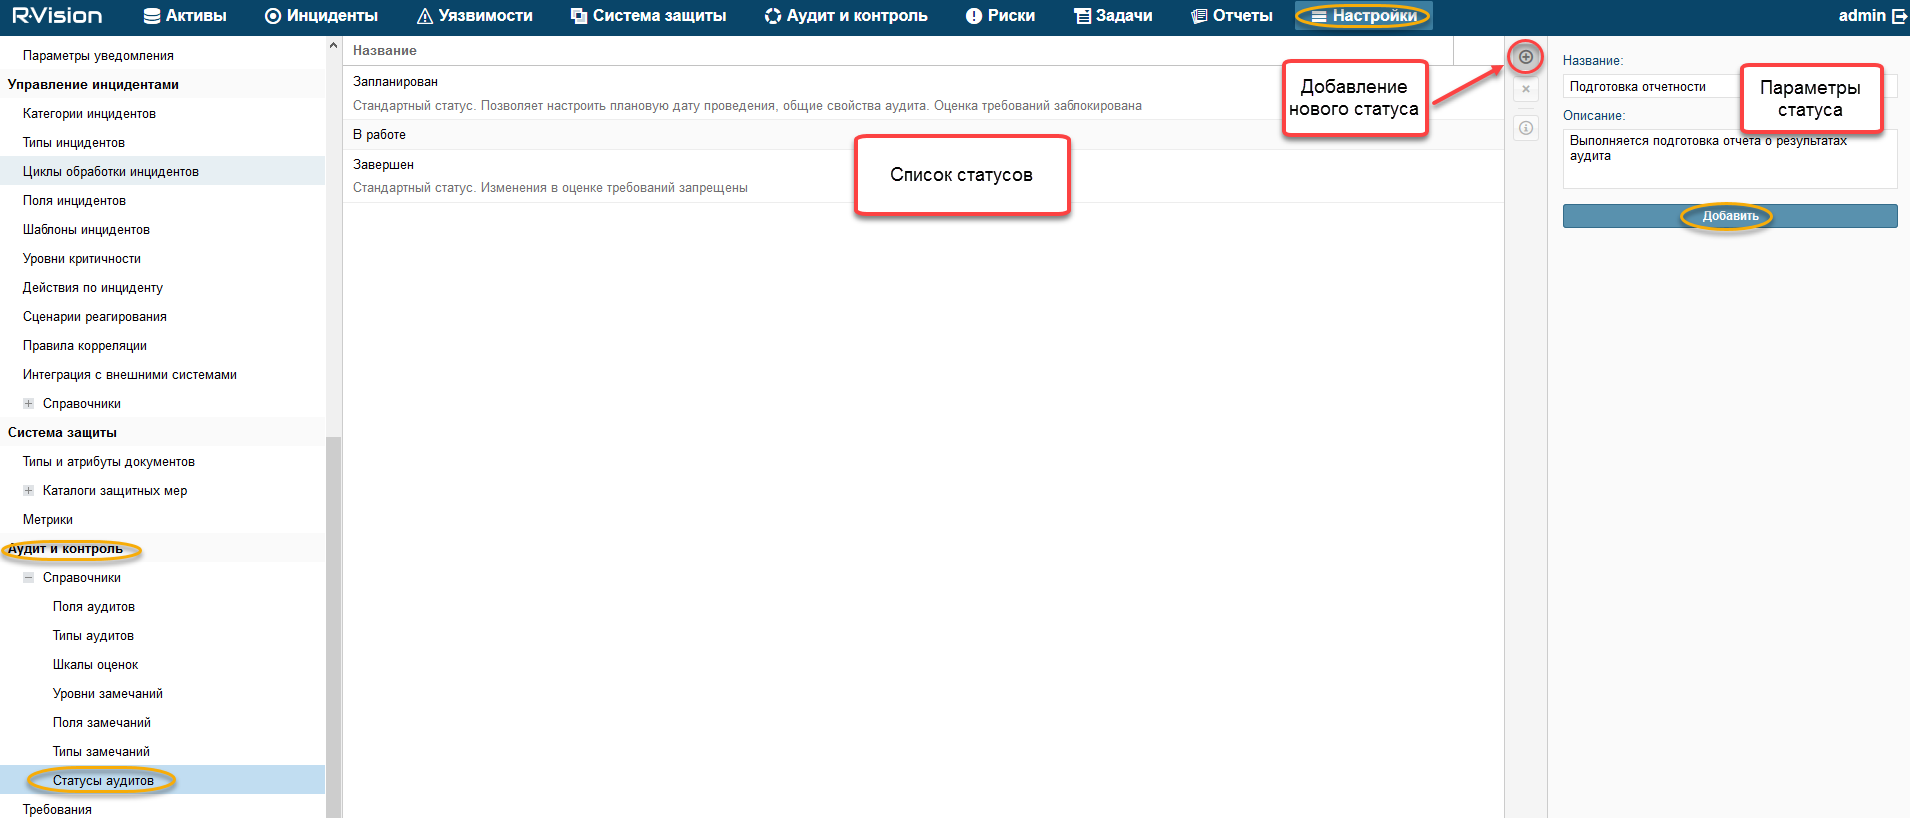 R·Vision
Активы
Инциденты
Уязвимости
Система защиты
Аудит и контроль
Риски
Задачи
Отчеты
Настройки
admin
Параметры уведомления
Управление инцидентами
Категории инцидентов
Типы инцидентов
Циклы обработки инцидентов
Поля инцидентов
Шаблоны инцидентов
Уровни критичности
Действия по инциденту
Сценарии реагирования
Правила корреляции
Интеграция с внешними системами
Справочники
Система защиты
Типы и атрибуты документов
Каталоги защитных мер
Метрики
Аудит и контроль
Справочники
Поля аудитов
Типы аудитов
Шкалы оценок
Уровни замечаний
Поля замечаний
Типы замечаний
Статусы аудитов
Требования
Название
Запланирован
Стандартный статус. Позволяет настроить плановую дату проведения, общие свойства аудита. Оценка требований заблокирована
В работе
Завершен
Стандартный статус. Изменения в оценке требований запрещены
Список статусов
Добавление
нового статуса
Название:
Подготовка отчетности
Параметры
статуса
Описание:
Выполняется подготовка отчета о результатах
аудита
Добавить